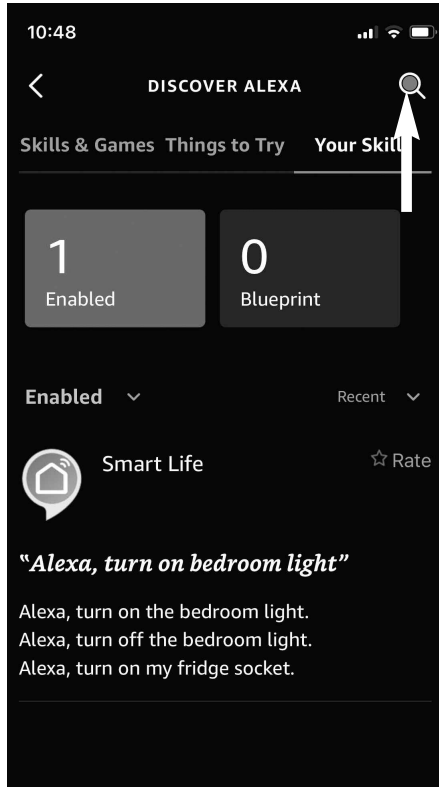 10:48
DISCOVER ALEXA
Skills & Games Things to Try Your Skill
1
Enabled
0
Blueprint
Enabled
Recent
Smart Life
Rate
“Alexa, turn on bedroom light”
Alexa, turn on the bedroom light.
Alexa, turn off the bedroom light.
Alexa, turn on my fridge socket.